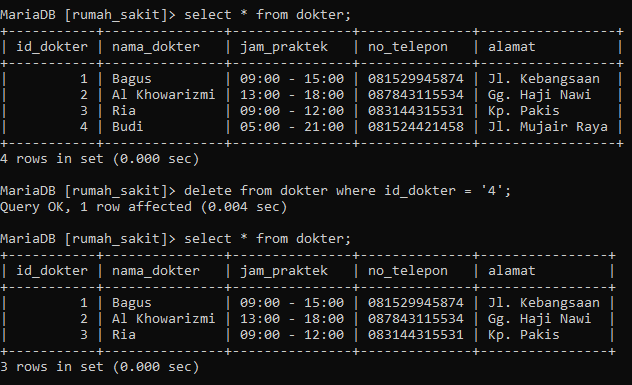 MariaDB [rumah_sakit]> select * from dokter;
+-----------+---------------+---------------+--------------+-----------------+
| id_dokter | nama_dokter   | jam_praktek   | no_telepon   | alamat          |
+-----------+---------------+---------------+--------------+-----------------+
|         1 | Bagus         | 09:00 - 15:00 | 081529945874 | Jl. Kebangsaan  |
|         2 | Al Khowarizmi | 13:00 - 18:00 | 087843115534 | Gg. Haji Nawi   |
|         3 | Ria           | 09:00 - 12:00 | 083144315531 | Kp. Pakis       |
|         4 | Budi          | 05:00 - 21:00 | 081524421458 | Jl. Mujair Raya |
+-----------+---------------+---------------+--------------+-----------------+
4 rows in set (0.000 sec)

MariaDB [rumah_sakit]> delete from dokter where id_dokter = '4';
Query OK, 1 row affected (0.004 sec)

MariaDB [rumah_sakit]> select * from dokter;
+-----------+---------------+---------------+--------------+----------------+
| id_dokter | nama_dokter   | jam_praktek   | no_telepon   | alamat         |
+-----------+---------------+---------------+--------------+----------------+
|         1 | Bagus         | 09:00 - 15:00 | 081529945874 | Jl. Kebangsaan |
|         2 | Al Khowarizmi | 13:00 - 18:00 | 087843115534 | Gg. Haji Nawi  |
|         3 | Ria           | 09:00 - 12:00 | 083144315531 | Kp. Pakis      |
+-----------+---------------+---------------+--------------+----------------+
3 rows in set (0.000 sec)